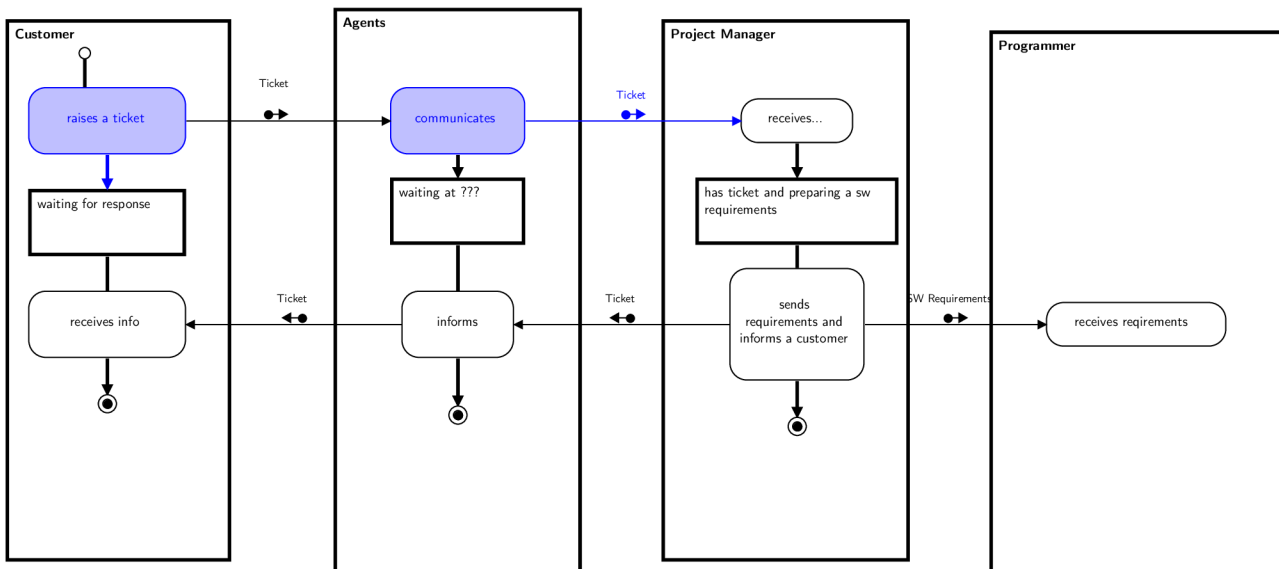 Customer
Agents
Project Manager
Programmer
Ticket
Ticket
raises a ticket
communicates
receives...
waiting for response
waiting at ???
has ticket and preparing a sw
requirements
Ticket
Ticket
SW Requirements
receives info
informs
sends
requirements and
informs a customer
receives reqirements